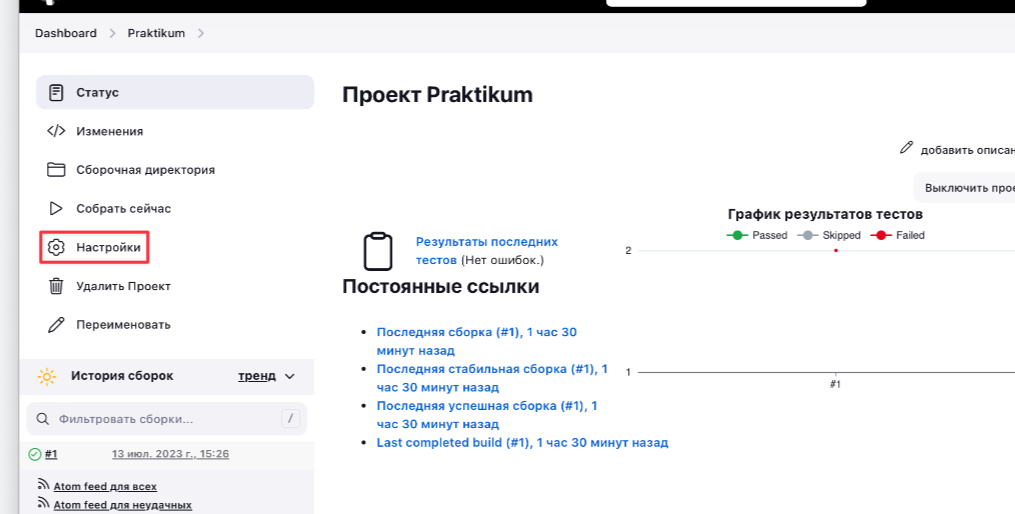 Dashboard > Praktikum >
Статус
Изменения
Сборочная директория
Собрать сейчас
Настройки
Удалить Проект
Переименовать
История сборок тренд
Фильтровать сборки... /
#1 13 июл. 2023 г., 15:26
Atom feed для всех
Atom feed для неудачных
Проект Praktikum
добавить описан
Выключить прое
График результатов тестов
Passed Skipped Failed
2
1
#1
Результаты последних
тестов (Нет ошибок.)
Постоянные ссылки
Последняя сборка (#1), 1 час 30
минут назад
Последняя стабильная сборка (#1), 1
час 30 минут назад
Последняя успешная сборка (#1), 1
час 30 минут назад
Last completed build (#1), 1 час 30 минут назад